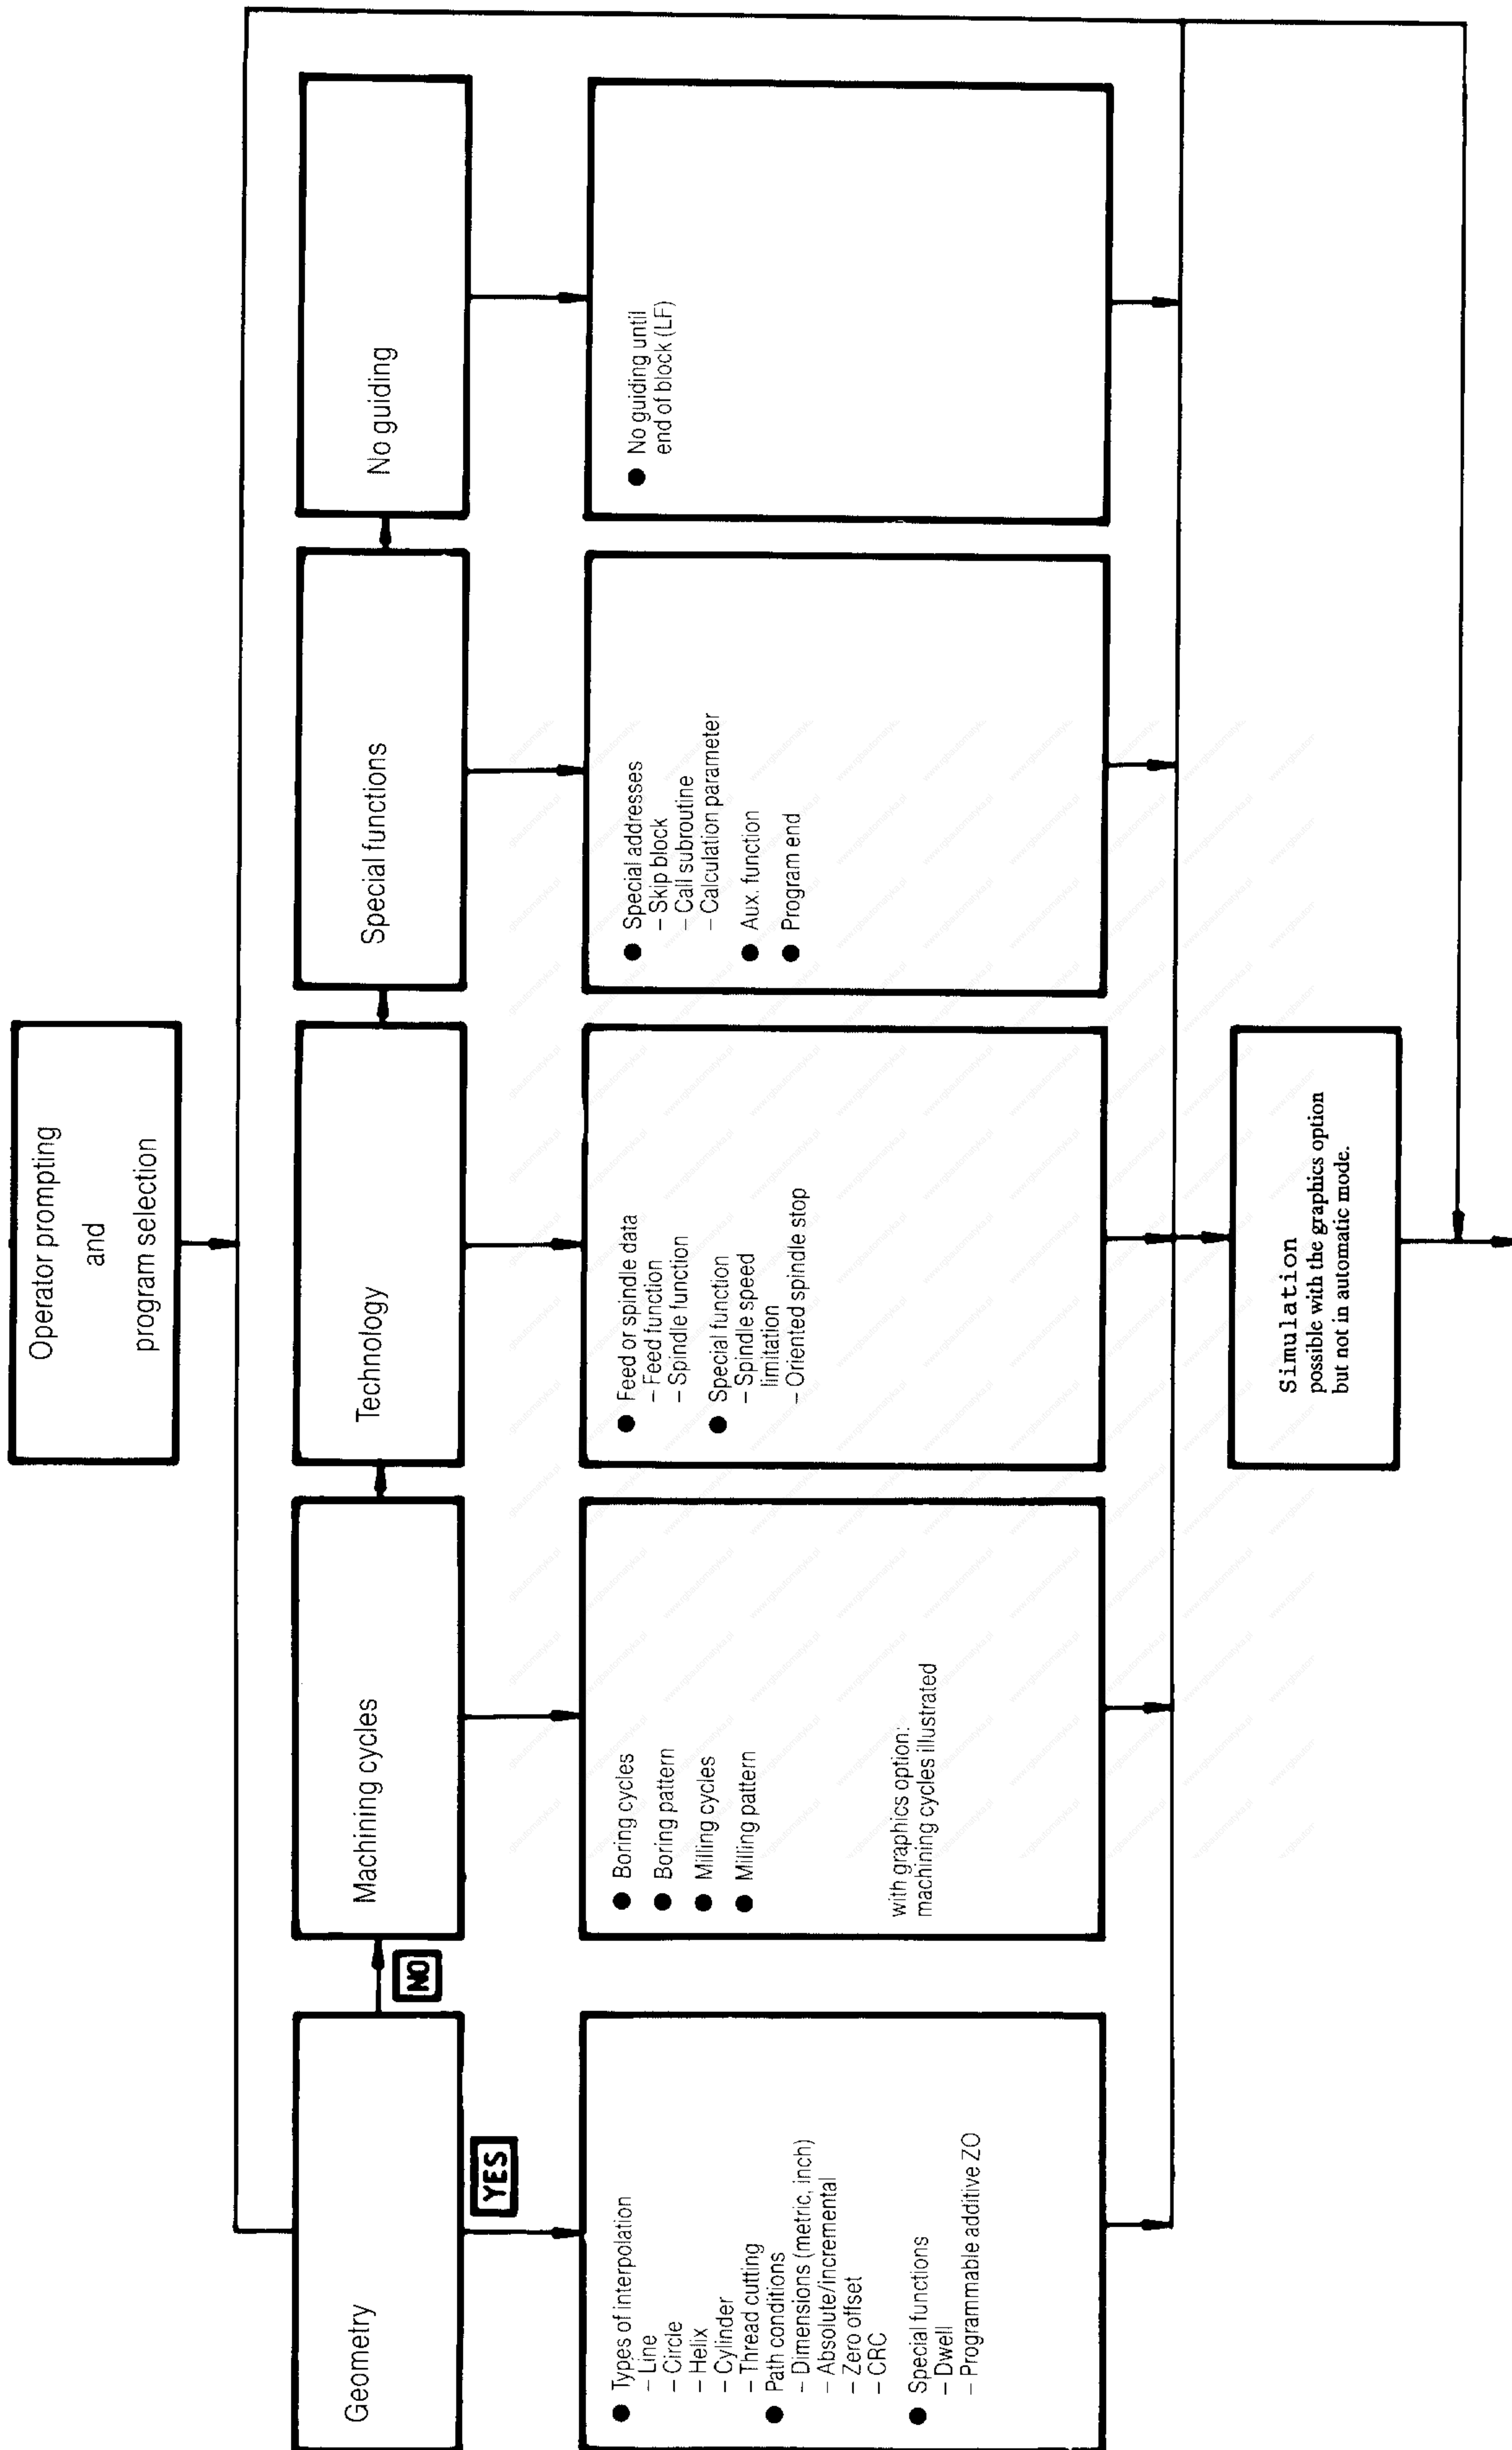 Operator prompting
and
program selection
Geometry
NO
YES
Machining cycles
Technology
Special functions
No guiding
● Types of interpolation
– Line
– Circle
– Helix
– Cylinder
– Thread cutting
● Path conditions
– Dimensions (metric, inch)
– Absolute/incremental
– Zero offset
– CRC
● Special functions
– Dwell
– Programmable additive ZO
● Boring cycles
● Boring pattern
● Milling cycles
● Milling pattern
with graphics option:
machining cycles illustrated
● Feed or spindle data
– Feed function
– Spindle function
● Special function
– Spindle speed
limitation
– Oriented spindle stop
● Special addresses
– Skip block
– Call subroutine
– Calculation parameter
● Aux. function
● Program end
● No guiding until
end of block (LF)
Simulation
possible with the graphics option
but not in automatic mode.